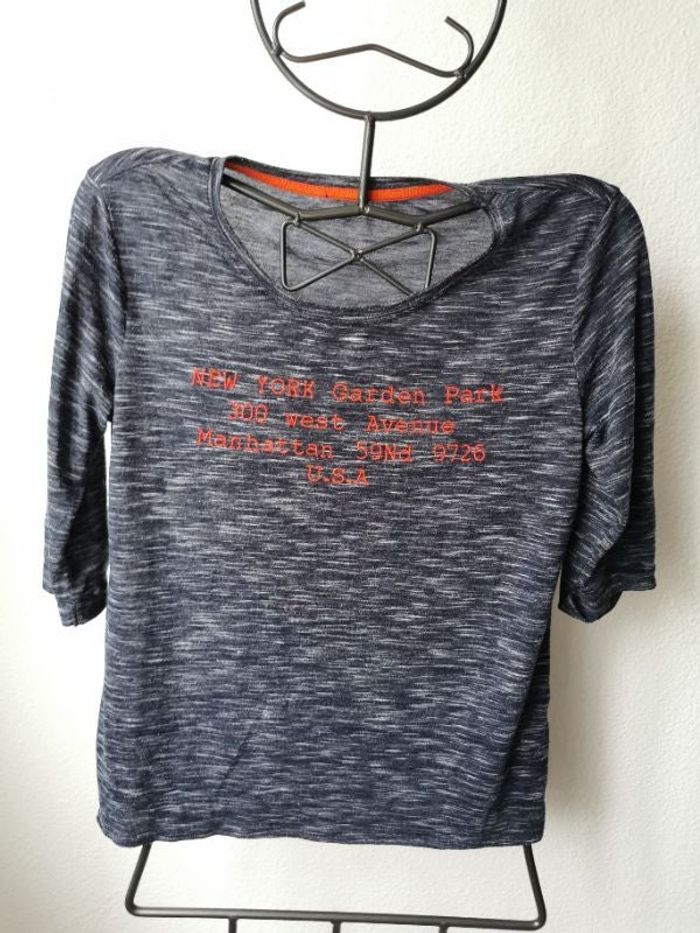 NEW YORK Garden Park
300 west Avenue
Manhattan 59Nd 9726
U.S.A